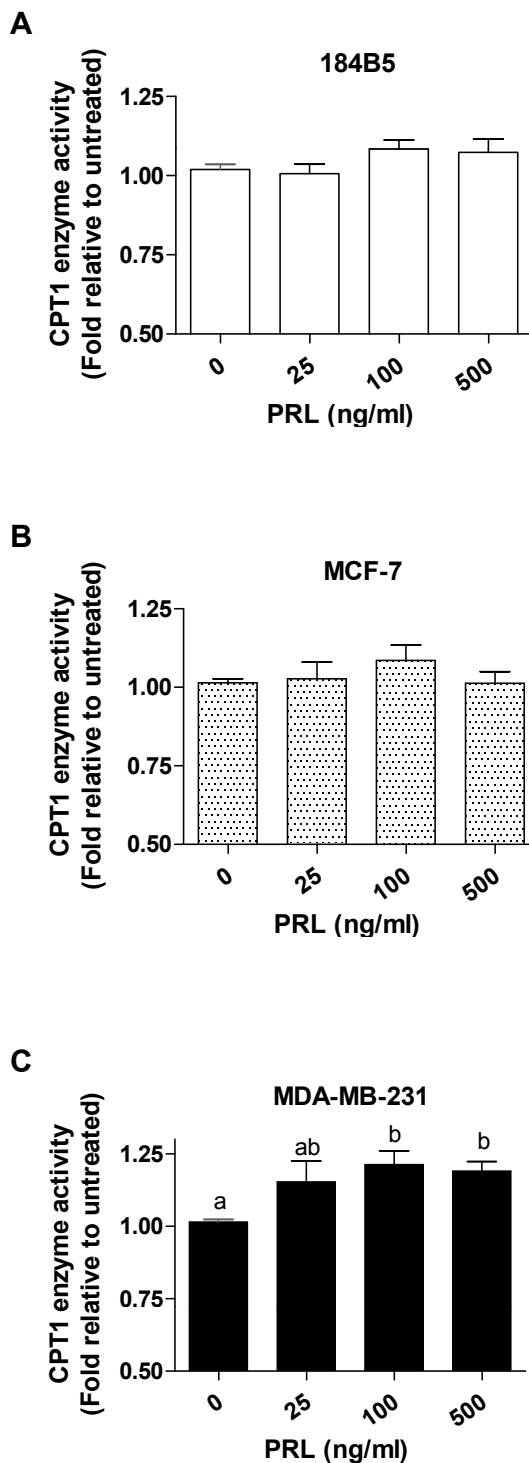 A
184B5
CPT1 enzyme activity
(Fold relative to untreated)
1.25
1.00
0.75
0.50
0
25
100
500
PRL (ng/ml)
B
MCF-7
CPT1 enzyme activity
(Fold relative to untreated)
1.25
1.00
0.75
0.50
0
25
100
500
PRL (ng/ml)
C
MDA-MB-231
CPT1 enzyme activity
(Fold relative to untreated)
1.25
1.00
0.75
0.50
a
ab
b
b
0
25
100
500
PRL (ng/ml)